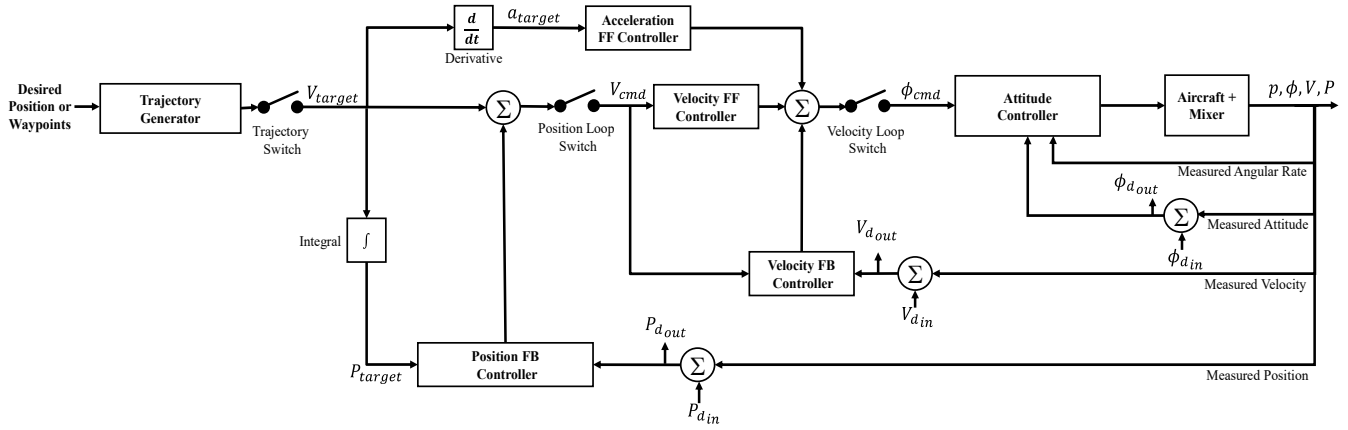 d/dt
a_target
Acceleration
FF Controller
Derivative
Desired
Position or
Waypoints
Trajectory
Generator
V_target
Trajectory
Switch
Σ
V_cmd
Position Loop
Switch
Velocity FF
Controller
Σ
ϕ_cmd
Velocity Loop
Switch
Attitude
Controller
Aircraft +
Mixer
p, ϕ, V, P
Measured Angular Rate
ϕ_d_out
Σ
Measured Attitude
ϕ_d_in
Integral
∫
V_d_out
Velocity FB
Controller
Σ
Measured Velocity
V_d_in
P_d_out
Position FB
Controller
P_target
Σ
Measured Position
P_d_in